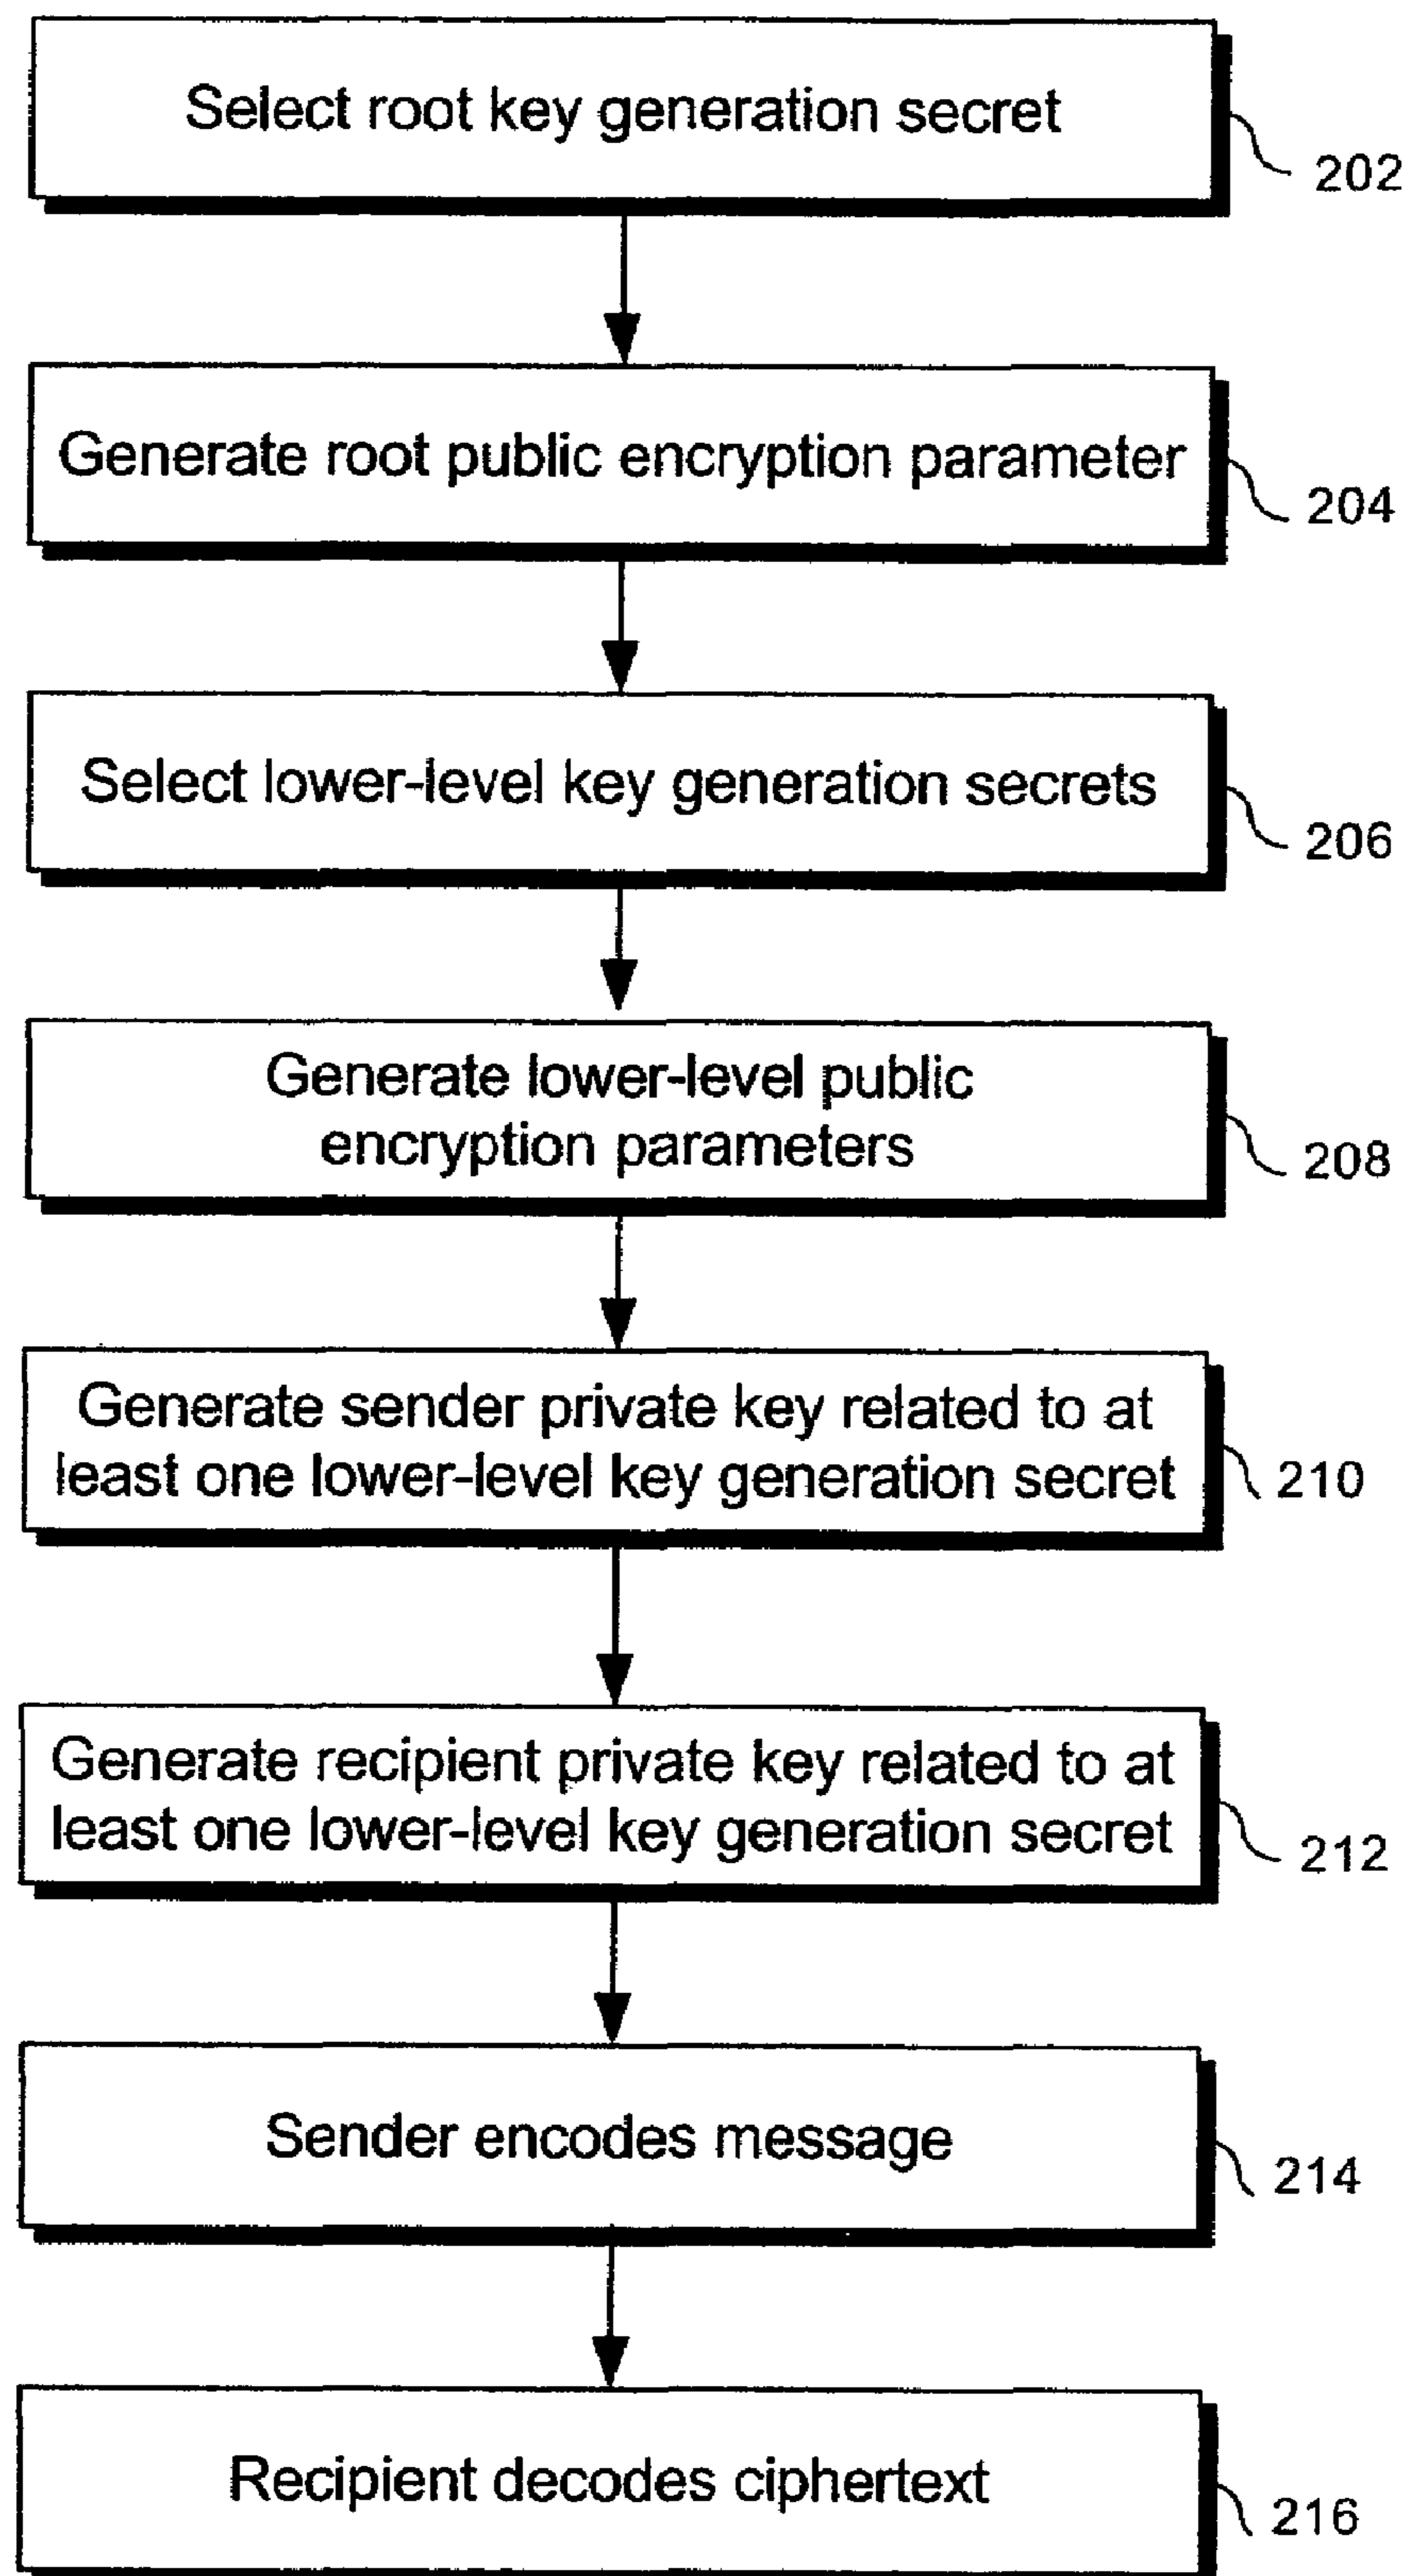 Select root key generation secret
202
Generate root public encryption parameter
204
Select lower-level key generation secrets
206
Generate lower-level public
encryption parameters
208
Generate sender private key related to at
least one lower-level key generation secret
210
Generate recipient private key related to at
least one lower-level key generation secret
212
Sender encodes message
214
Recipient decodes ciphertext
216